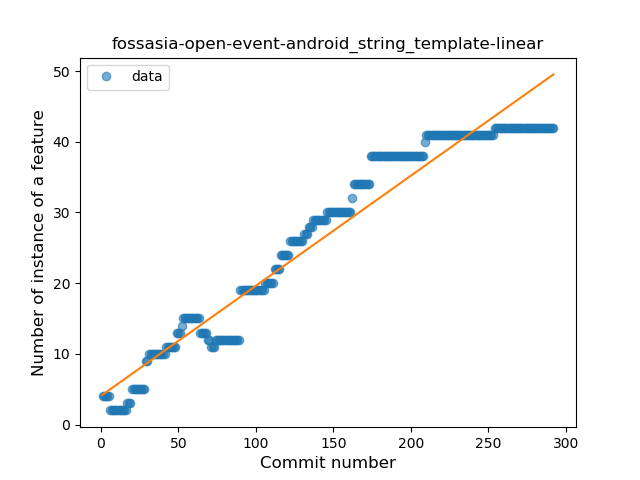 fossasia-open-event-android_string_template-linear
data
Number of instance of a feature
50
40
30
20
10
0
0 50 100 150 200 250 300
Commit number